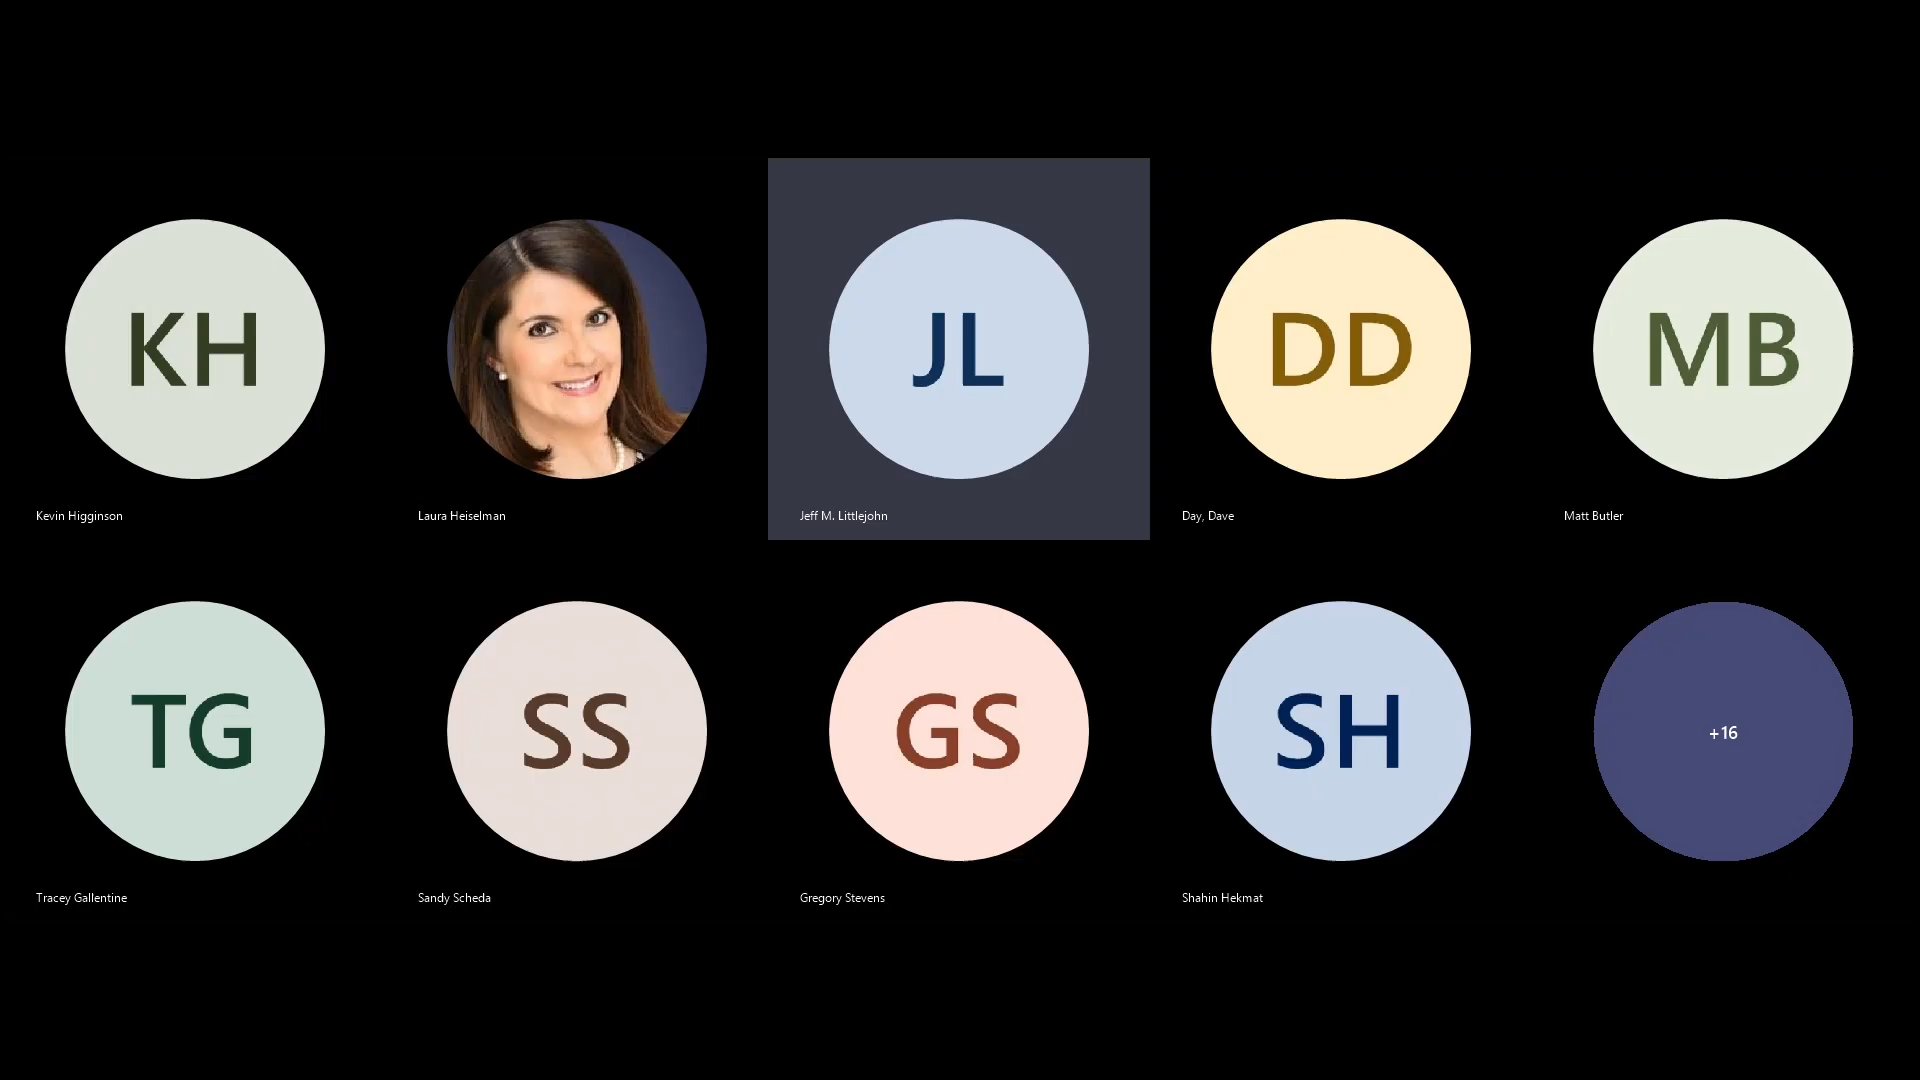 KH
JL
DD
MB
Kevin Higginson
Laura Heiselman
Jeff M. Littlejohn
Day, Dave
Matt Butler
TG
SS
GS
SH
+16
Tracey Gallentine
Sandy Scheda
Gregory Stevens
Shahin Hekmat